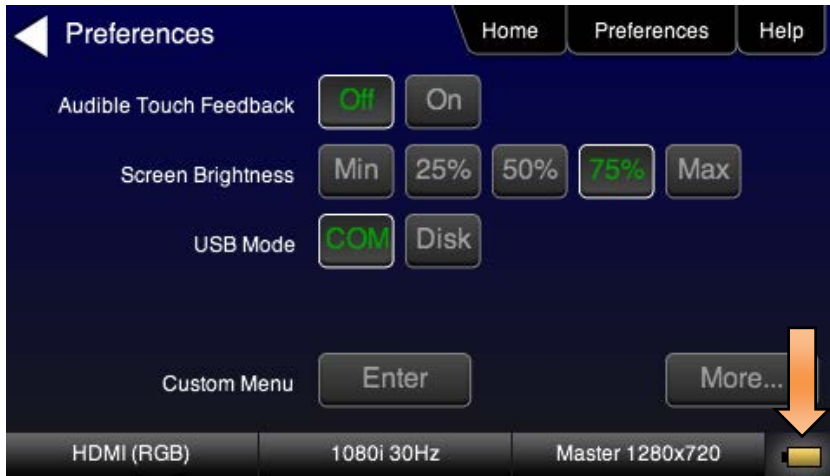 Preferences Home Preferences Help
Audible Touch Feedback Off On
Screen Brightness Min 25% 50% 75% Max
USB Mode COM Disk
Custom Menu Enter More...
HDMI (RGB) 1080i 30Hz Master 1280x720